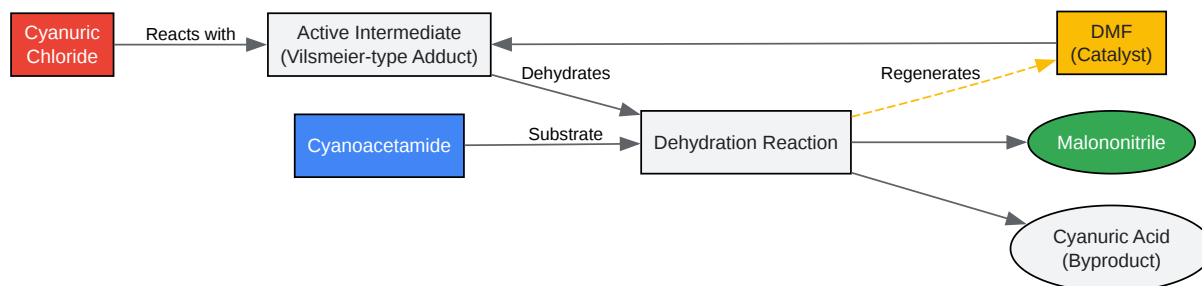 Cyanuric
Chloride
Reacts with
Active Intermediate
(Vilsmeier-type Adduct)
DMF
(Catalyst)
Dehydrates
Regenerates
Cyanoacetamide
Substrate
Dehydration Reaction
Malononitrile
Cyanuric Acid
(Byproduct)